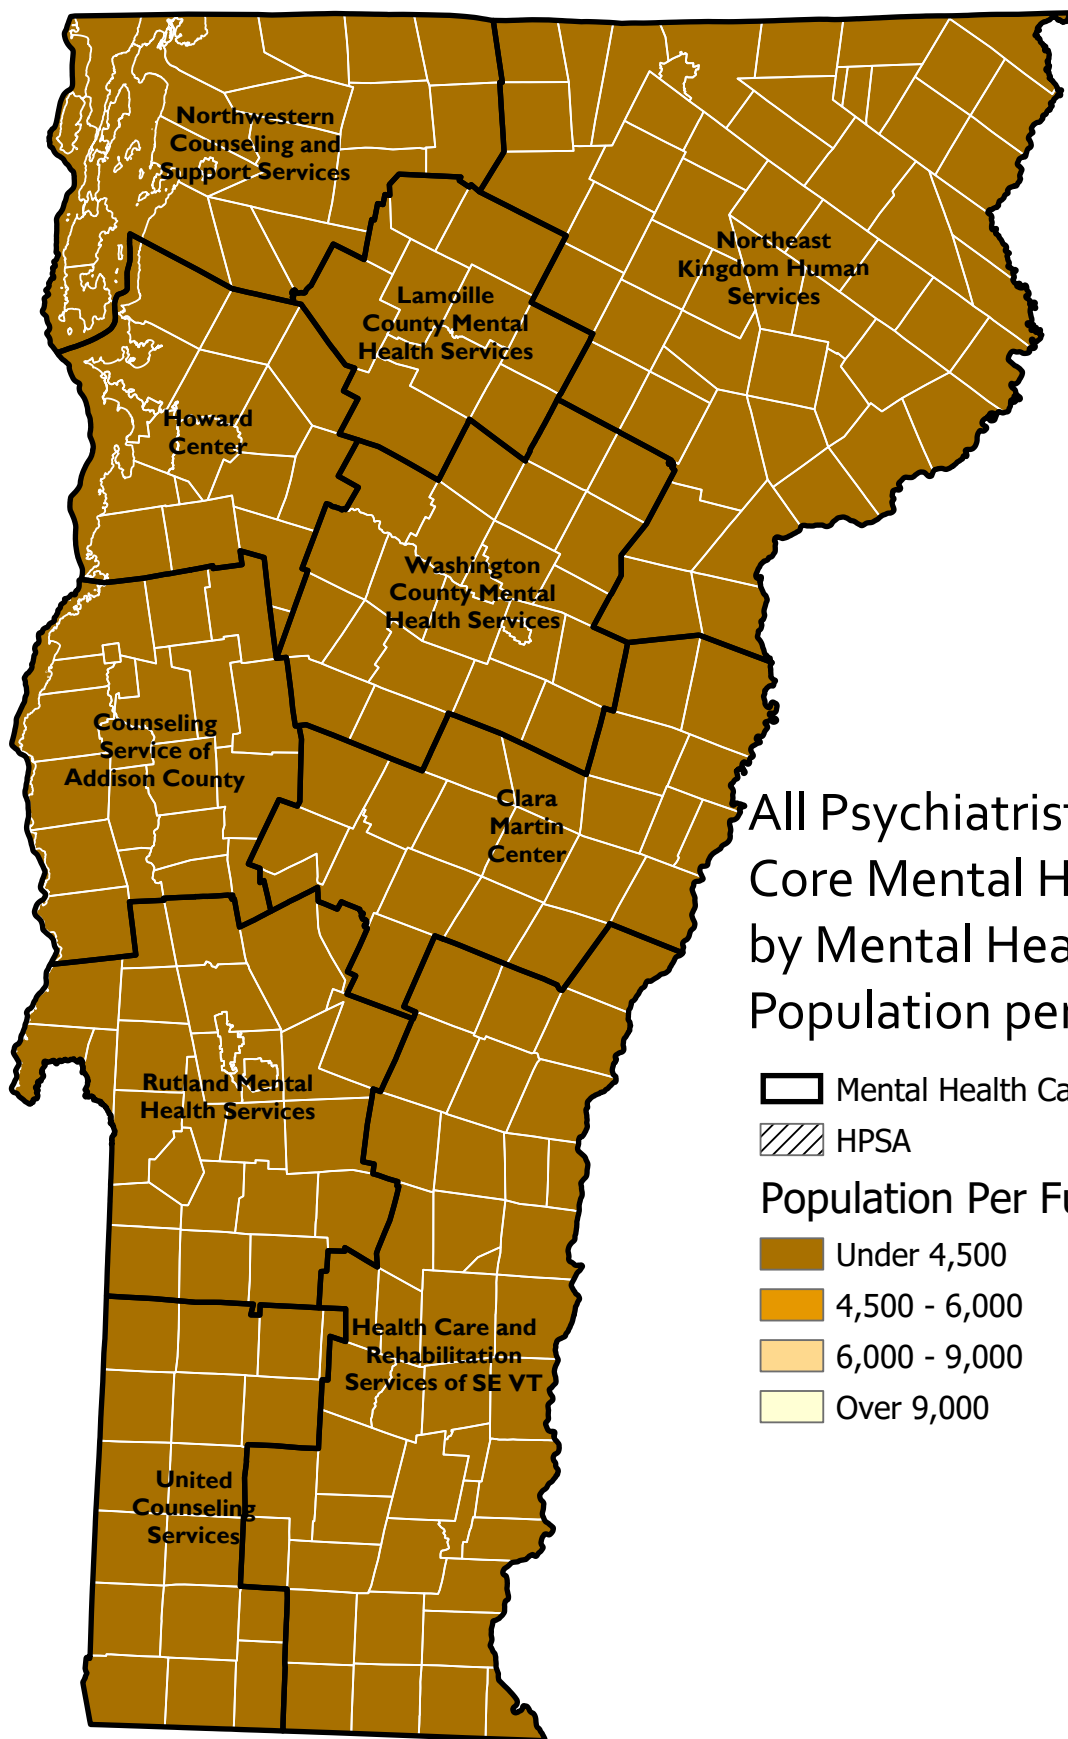 Northwestern
Counseling and
Support Services
Northeast
Kingdom Human
Services
Lamoille
County Mental
Health Services
Howard
Center
Washington
County Mental
Health Services
Counseling
Service of
Addison County
Clara
Martin
Center
Rutland Mental
Health Services
Health Care and
Rehabilitation
Services of SE VT
United
Counseling
Services
All Psychiatrist
Core Mental H
by Mental Hea
Population per
Mental Health Ca
HPSA
Population Per Fu
Under 4,500
4,500 - 6,000
6,000 - 9,000
Over 9,000